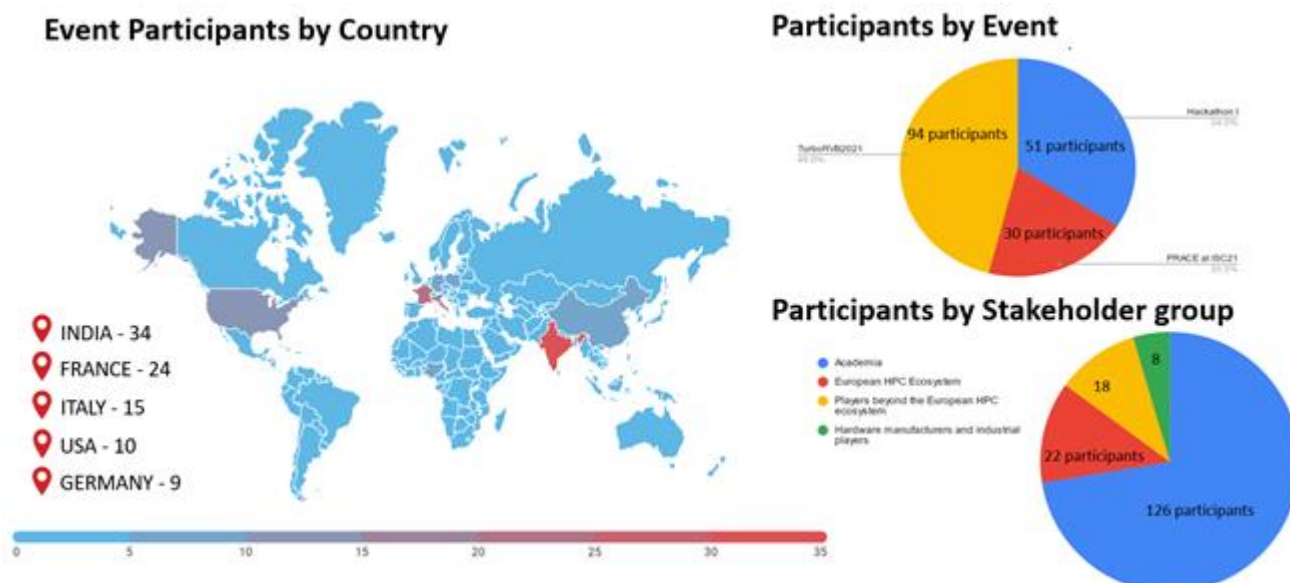 Event Participants by Country
INDIA - 34
FRANCE - 24
ITALY - 15
USA - 10
GERMANY - 9
0 5 10 15 20 25 30 35
Participants by Event
94 participants
51 participants
30 participants
Hackathon I
TurboRVB2021
PRACE at ISC21
Participants by Stakeholder group
Academia
European HPC Ecosystem
Players beyond the European HPC
ecosystem
Hardware manufacturers and industrial
players
8
18
22 participants
126 participants